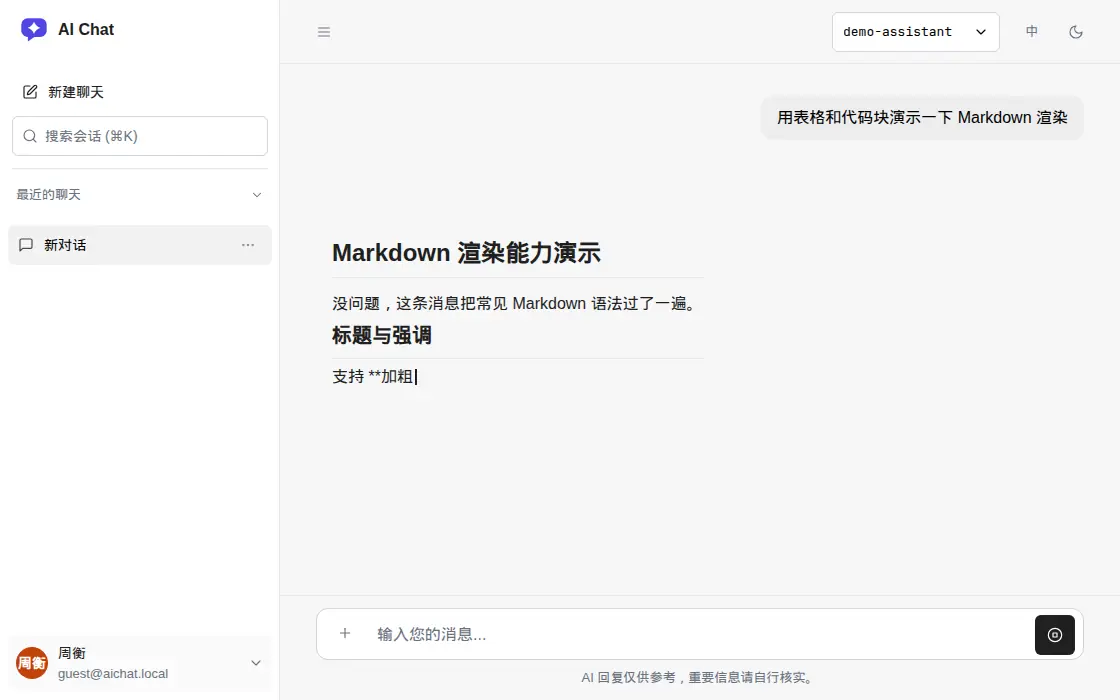 AI Chat
新建聊天
搜索会话 (⌘K)
最近的聊天
新对话
周衡
周衡
guest@aichat.local
demo-assistant
中
用表格和代码块演示一下 Markdown 渲染
Markdown 渲染能力演示
没问题，这条消息把常见 Markdown 语法过了一遍。
标题与强调
支持 **加粗
输入您的消息...
AI 回复仅供参考，重要信息请自行核实。